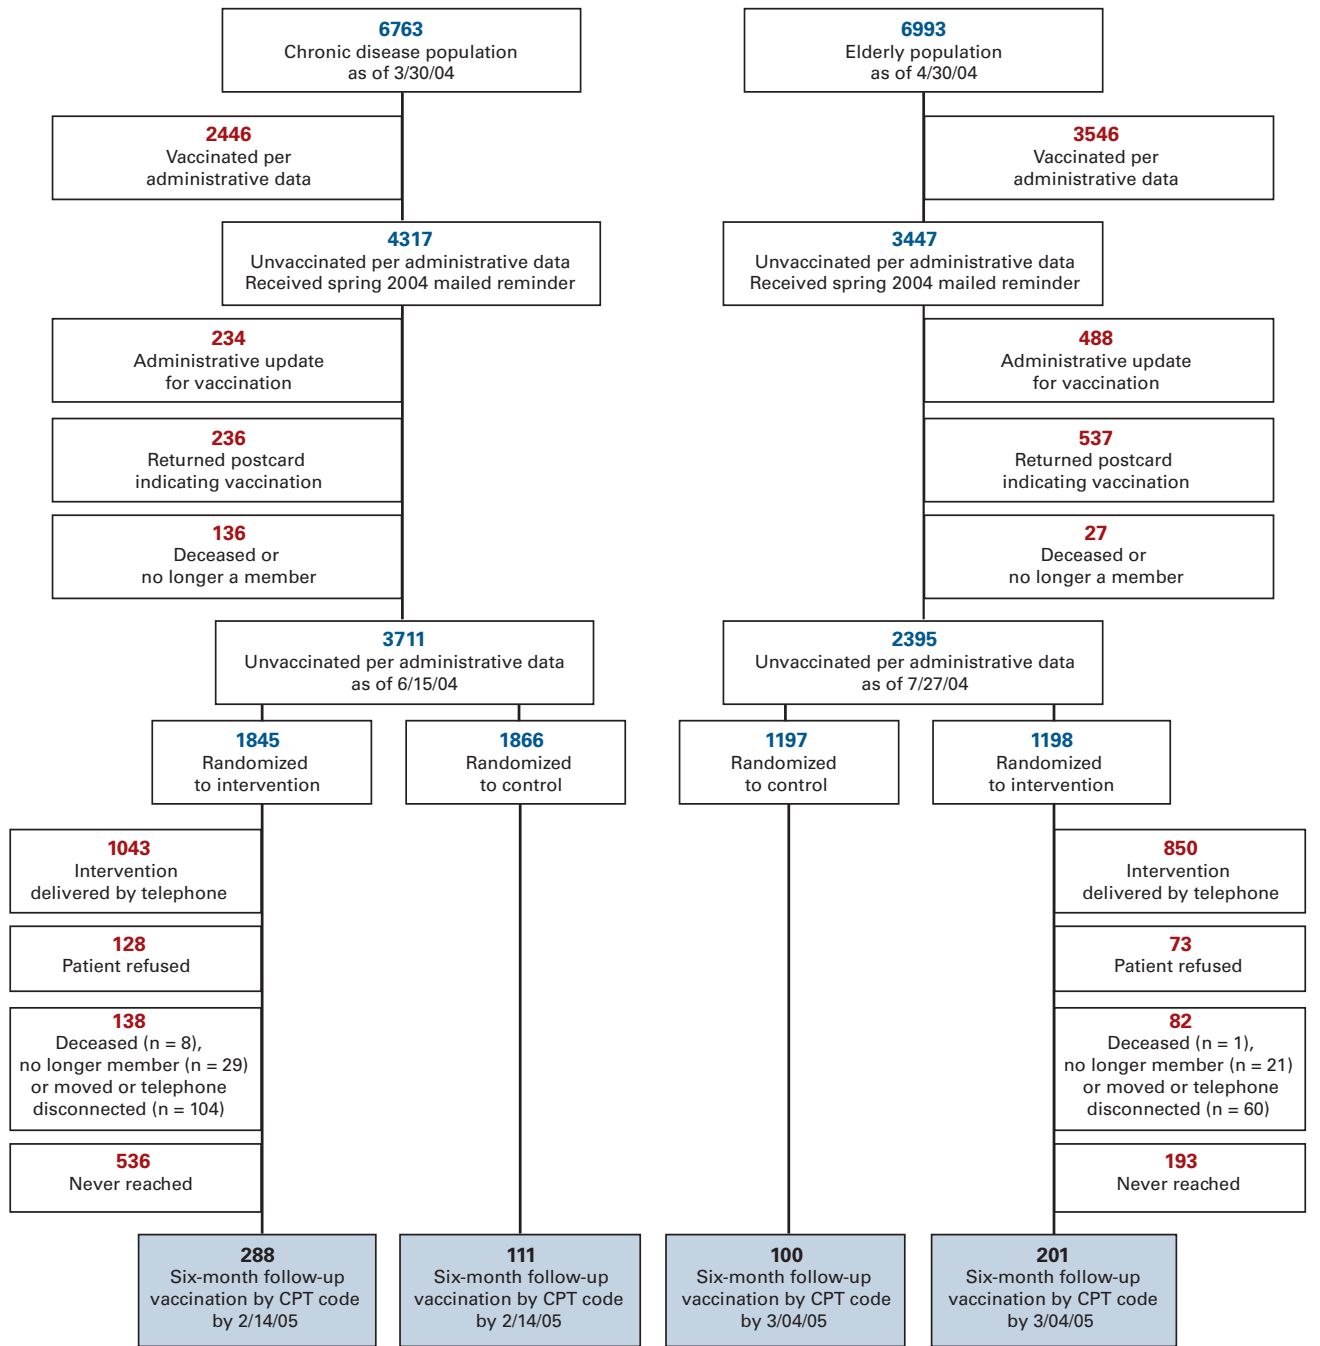 6763
Chronic disease population
as of 3/30/04
6993
Elderly population
as of 4/30/04
2446
Vaccinated per
administrative data
3546
Vaccinated per
administrative data
4317
Unvaccinated per administrative data
Received spring 2004 mailed reminder
3447
Unvaccinated per administrative data
Received spring 2004 mailed reminder
234
Administrative update
for vaccination
488
Administrative update
for vaccination
236
Returned postcard
indicating vaccination
537
Returned postcard
indicating vaccination
136
Deceased or
no longer a member
27
Deceased or
no longer a member
3711
Unvaccinated per administrative data
as of 6/15/04
2395
Unvaccinated per administrative data
as of 7/27/04
1845
Randomized
to intervention
1866
Randomized
to control
1197
Randomized
to control
1198
Randomized
to intervention
1043
Intervention
delivered by telephone
850
Intervention
delivered by telephone
128
Patient refused
73
Patient refused
138
Deceased (n = 8),
no longer member (n = 29)
or moved or telephone
disconnected (n = 104)
82
Deceased (n = 1),
no longer member (n = 21)
or moved or telephone
disconnected (n = 60)
536
Never reached
193
Never reached
288
Six-month follow-up
vaccination by CPT code
by 2/14/05
111
Six-month follow-up
vaccination by CPT code
by 2/14/05
100
Six-month follow-up
vaccination by CPT code
by 3/04/05
201
Six-month follow-up
vaccination by CPT code
by 3/04/05